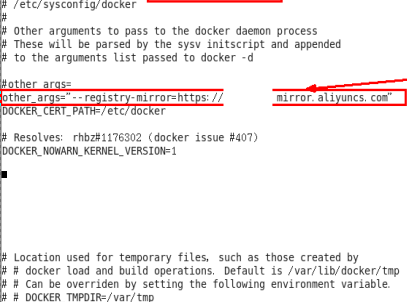 # /etc/sysconfig/docker
#
# Other arguments to pass to the docker daemon process
# These will be parsed by the sysv initscript and appended
# to the arguments list passed to docker -d
#other_args=
other_args="--registry-mirror=https:// mirror.aliyuncs.com"
DOCKER_CERT_PATH=/etc/docker
# Resolves: rhbz#1176302 (docker issue #407)
DOCKER_NOWARN_KERNEL_VERSION=1
# Location used for temporary files, such as those created by
# # docker load and build operations. Default is /var/lib/docker/tmp
# # Can be overriden by setting the following environment variable.
# # DOCKER_TMPDIR=/var/tmp